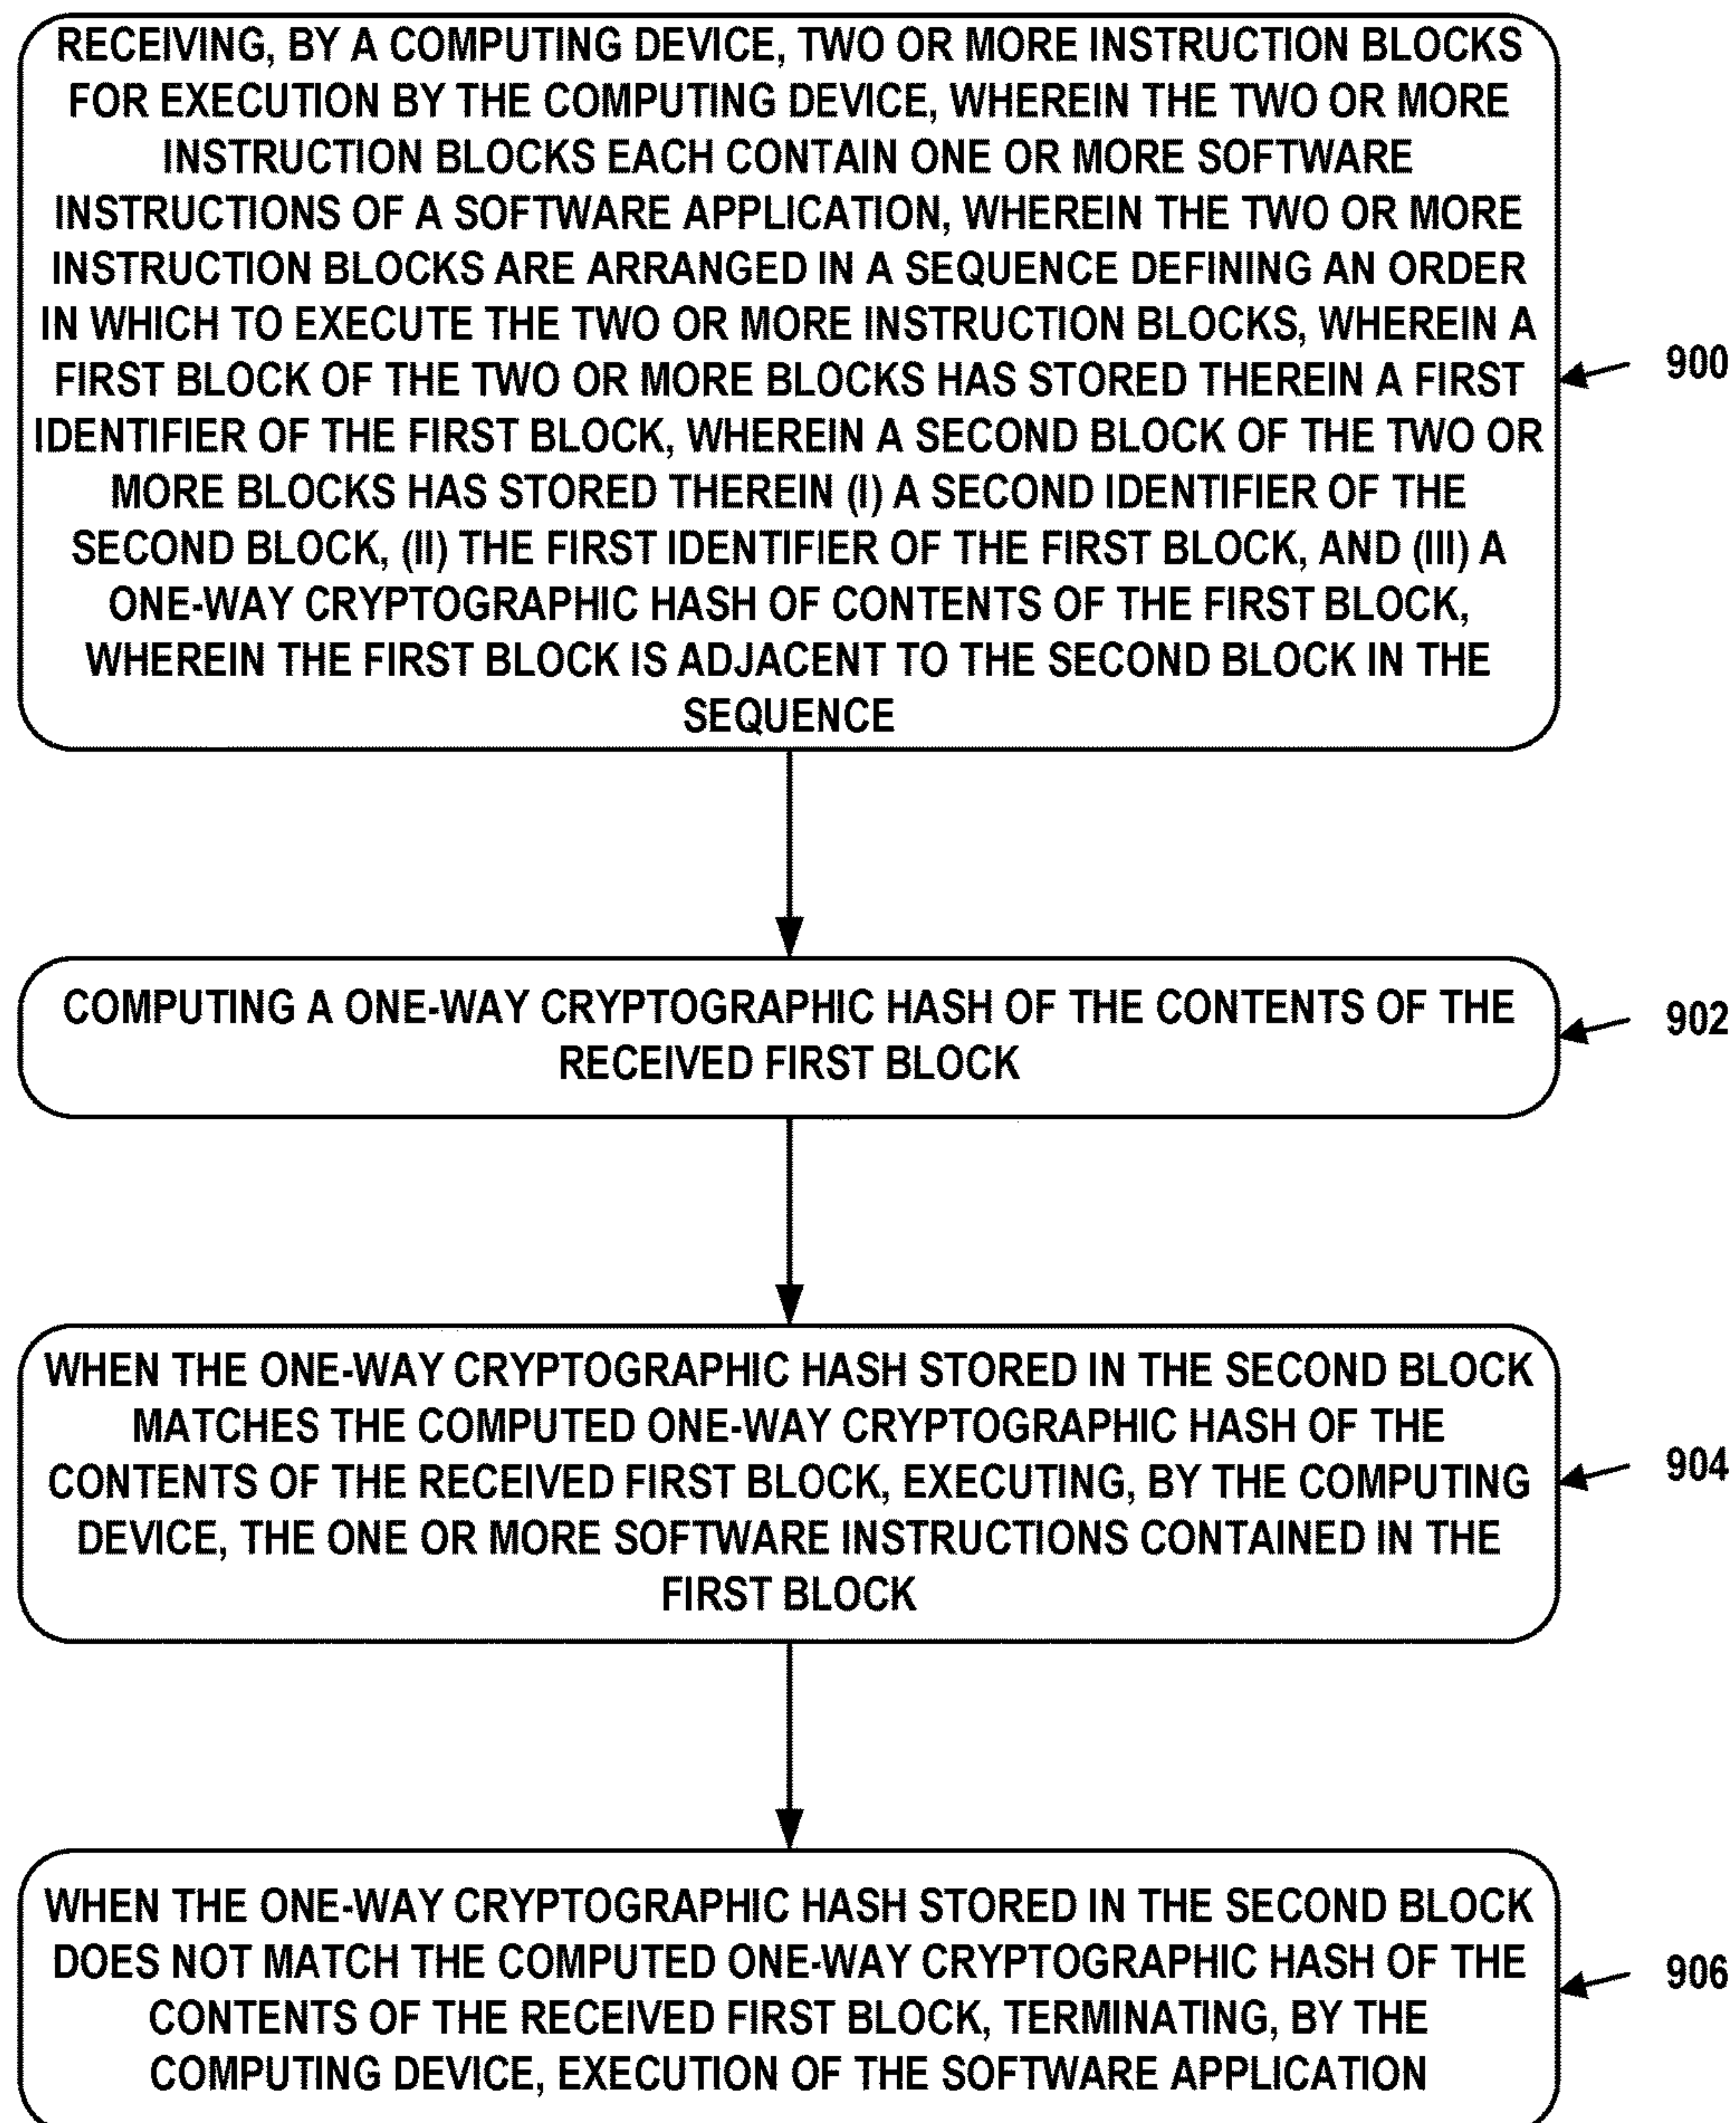 RECEIVING, BY A COMPUTING DEVICE, TWO OR MORE INSTRUCTION BLOCKS
FOR EXECUTION BY THE COMPUTING DEVICE, WHEREIN THE TWO OR MORE
INSTRUCTION BLOCKS EACH CONTAIN ONE OR MORE SOFTWARE
INSTRUCTIONS OF A SOFTWARE APPLICATION, WHEREIN THE TWO OR MORE
INSTRUCTION BLOCKS ARE ARRANGED IN A SEQUENCE DEFINING AN ORDER
IN WHICH TO EXECUTE THE TWO OR MORE INSTRUCTION BLOCKS, WHEREIN A
FIRST BLOCK OF THE TWO OR MORE BLOCKS HAS STORED THEREIN A FIRST
IDENTIFIER OF THE FIRST BLOCK, WHEREIN A SECOND BLOCK OF THE TWO OR
MORE BLOCKS HAS STORED THEREIN (I) A SECOND IDENTIFIER OF THE
SECOND BLOCK, (II) THE FIRST IDENTIFIER OF THE FIRST BLOCK, AND (III) A
ONE-WAY CRYPTOGRAPHIC HASH OF CONTENTS OF THE FIRST BLOCK,
WHEREIN THE FIRST BLOCK IS ADJACENT TO THE SECOND BLOCK IN THE
SEQUENCE
900
COMPUTING A ONE-WAY CRYPTOGRAPHIC HASH OF THE CONTENTS OF THE
RECEIVED FIRST BLOCK
902
WHEN THE ONE-WAY CRYPTOGRAPHIC HASH STORED IN THE SECOND BLOCK
MATCHES THE COMPUTED ONE-WAY CRYPTOGRAPHIC HASH OF THE
CONTENTS OF THE RECEIVED FIRST BLOCK, EXECUTING, BY THE COMPUTING
DEVICE, THE ONE OR MORE SOFTWARE INSTRUCTIONS CONTAINED IN THE
FIRST BLOCK
904
WHEN THE ONE-WAY CRYPTOGRAPHIC HASH STORED IN THE SECOND BLOCK
DOES NOT MATCH THE COMPUTED ONE-WAY CRYPTOGRAPHIC HASH OF THE
CONTENTS OF THE RECEIVED FIRST BLOCK, TERMINATING, BY THE
COMPUTING DEVICE, EXECUTION OF THE SOFTWARE APPLICATION
906